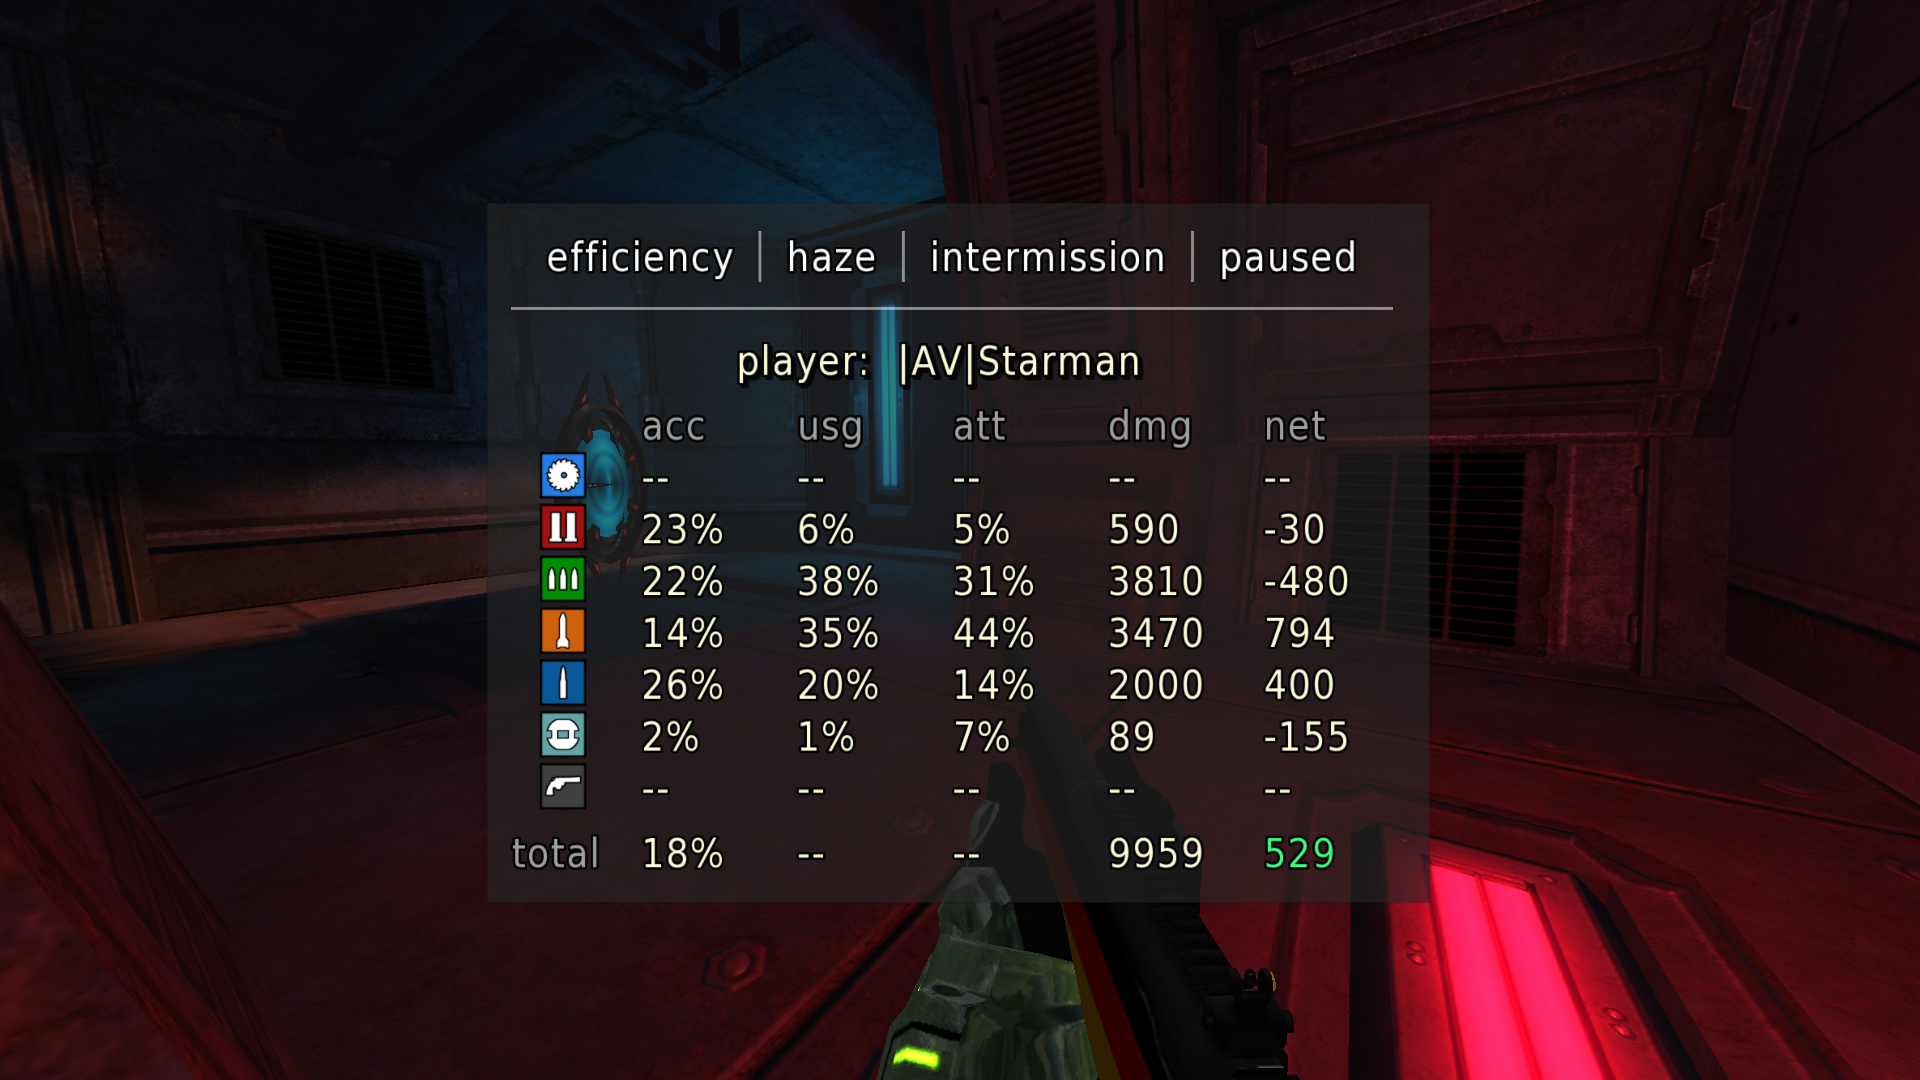 efficiency | haze | intermission | paused
player: |AV|Starman
acc usg att dmg net
-- -- -- -- --
23% 6% 5% 590 -30
22% 38% 31% 3810 -480
14% 35% 44% 3470 794
26% 20% 14% 2000 400
2% 1% 7% 89 -155
-- -- -- -- --
total 18% -- -- 9959 529